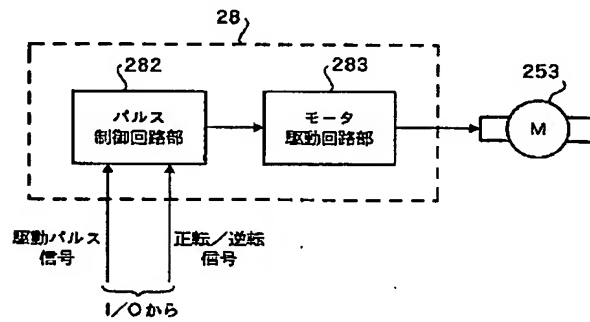 28
282
283
253
パルス
制御回路部
モータ
駆動回路部
M
駆動パルス
信号
正転/逆転
信号
I/Oから